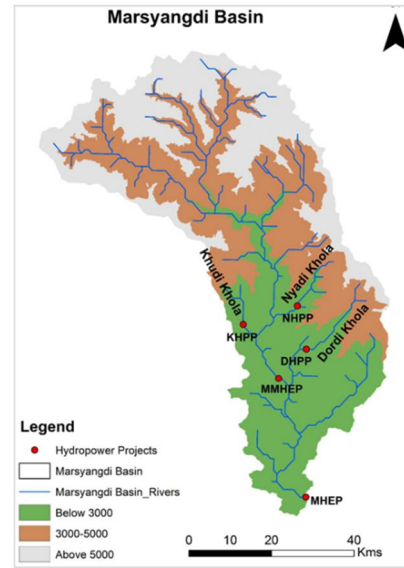 Marsyangdi Basin
Khudi Khola
Nyadi Khola
NHPP
KHPP
Dordi Khola
DHPP
MMHEP
Legend
Hydropower Projects
Marsyangdi Basin
Marsyangdi Basin_Rivers
Below 3000
3000-5000
Above 5000
MHEP
0 10 20 40
Kms